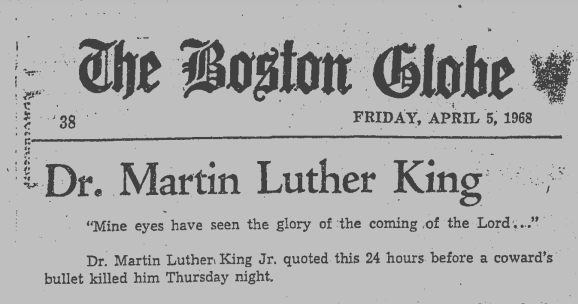 The Boston Globe
38
FRIDAY, APRIL 5, 1968
Dr. Martin Luther King
“Mine eyes have seen the glory of the coming of the Lord...”
Dr. Martin Luther King Jr. quoted this 24 hours before a coward's
bullet killed him Thursday night.